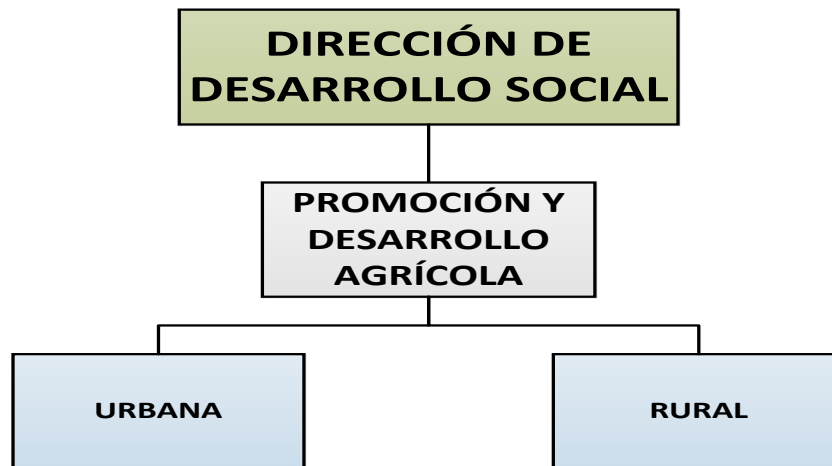 DIRECCIÓN DE
DESARROLLO SOCIAL
PROMOCIÓN Y
DESARROLLO
AGRÍCOLA
URBANA
RURAL